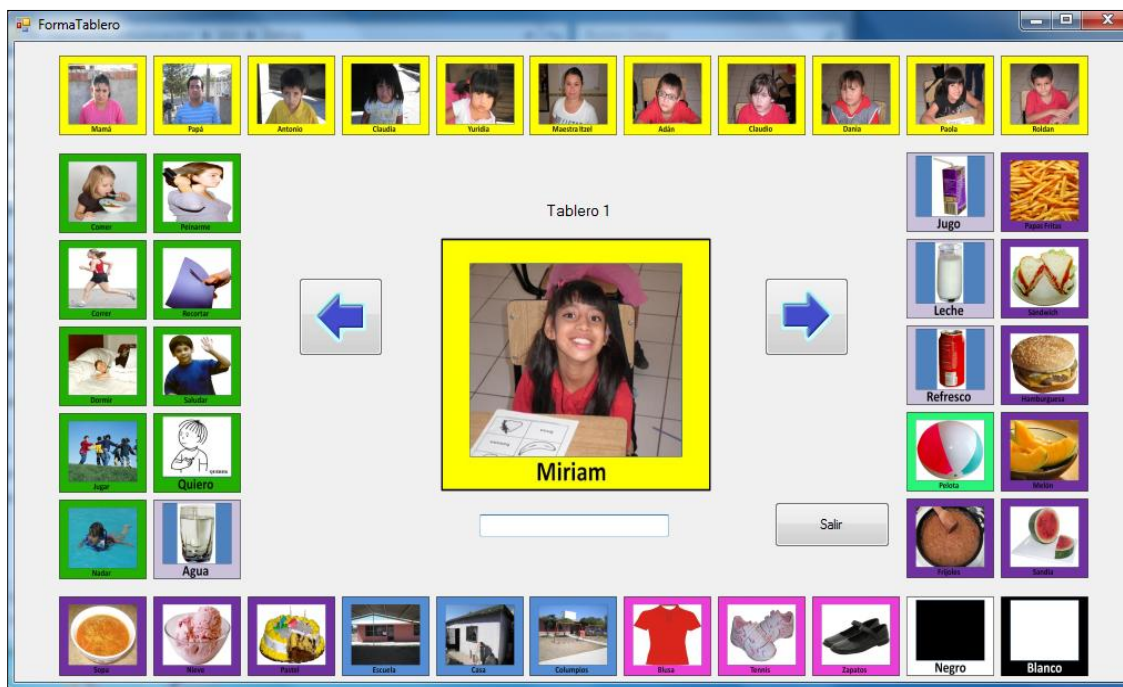 FormaTablero
Mamá
Papá
Antonio
Claudia
Yuridia
Maestra Itzel
Adán
Claudio
Dania
Paola
Roldan
Comer
Peinarme
Jugo
Papas Fritas
Tablero 1
Correr
Recortar
Leche
Sándwich
Dormir
Saludar
Refresco
Hamburguesa
Jugar
Quiero
Pelota
Melón
Miriam
Nadar
Agua
Salir
Frijoles
Sandía
Sopa
Nieve
Pastel
Escuela
Casa
Columpios
Blusa
Tennis
Zapatos
Negro
Blanco